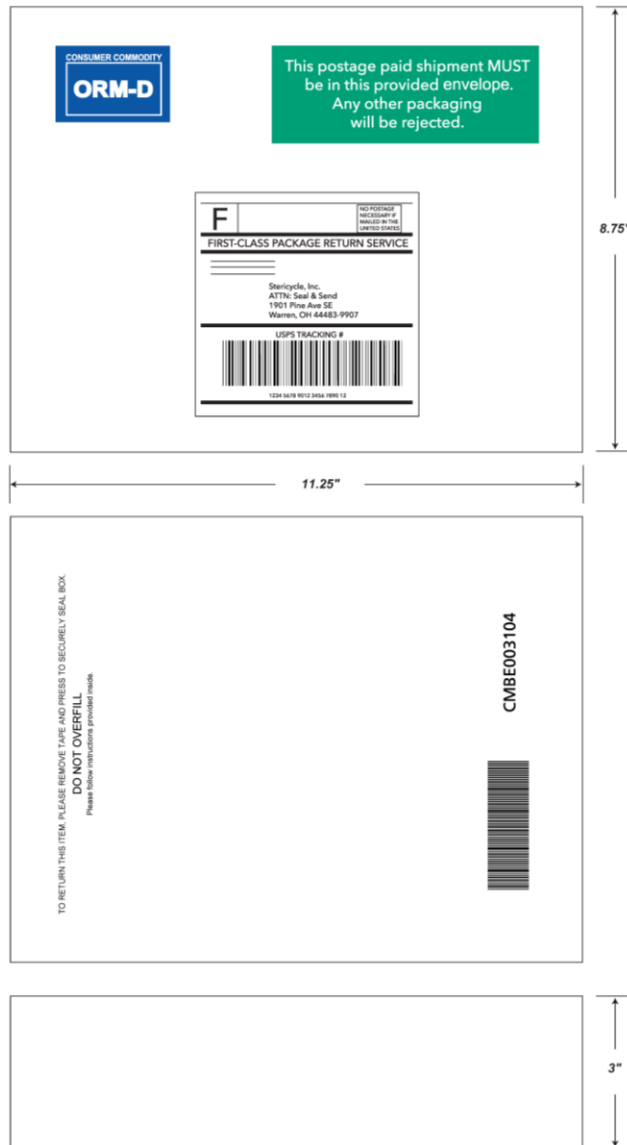 CONSUMER COMMODITY
ORM-D
This postage paid shipment MUST
be in this provided envelope.
Any other packaging
will be rejected.
8.75"
F
NO POSTAGE
NECESSARY IF
MAILED IN THE
UNITED STATES
FIRST-CLASS PACKAGE RETURN SERVICE
Stericycle, Inc.
ATTN: Seal & Send
1901 Pine Ave SE
Warren, OH 44483-9907
USPS TRACKING #
1234 5678 9012 3456 7890 12
11.25"
TO RETURN THIS ITEM, PLEASE REMOVE TAPE AND PRESS TO SECURELY SEAL BOX.
DO NOT OVERFILL
Please follow instructions provided inside.
CMBE003104
3"